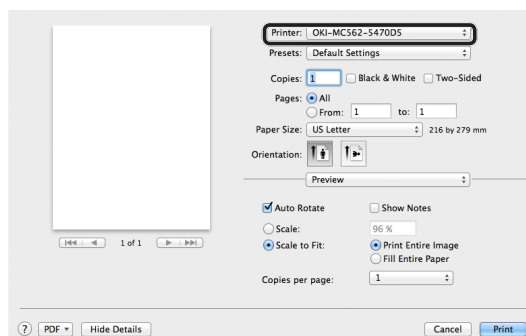 Printer: OKI-MC562-5470D5
Presets: Default Settings
Copies: 1 Black & White Two-Sided
Pages: All
From: 1 to: 1
Paper Size: US Letter 216 by 279 mm
Orientation:
Preview
Auto Rotate Show Notes
Scale: 96 %
Scale to Fit: Print Entire Image
Fill Entire Paper
Copies per page: 1
1 of 1
? PDF Hide Details Cancel Print